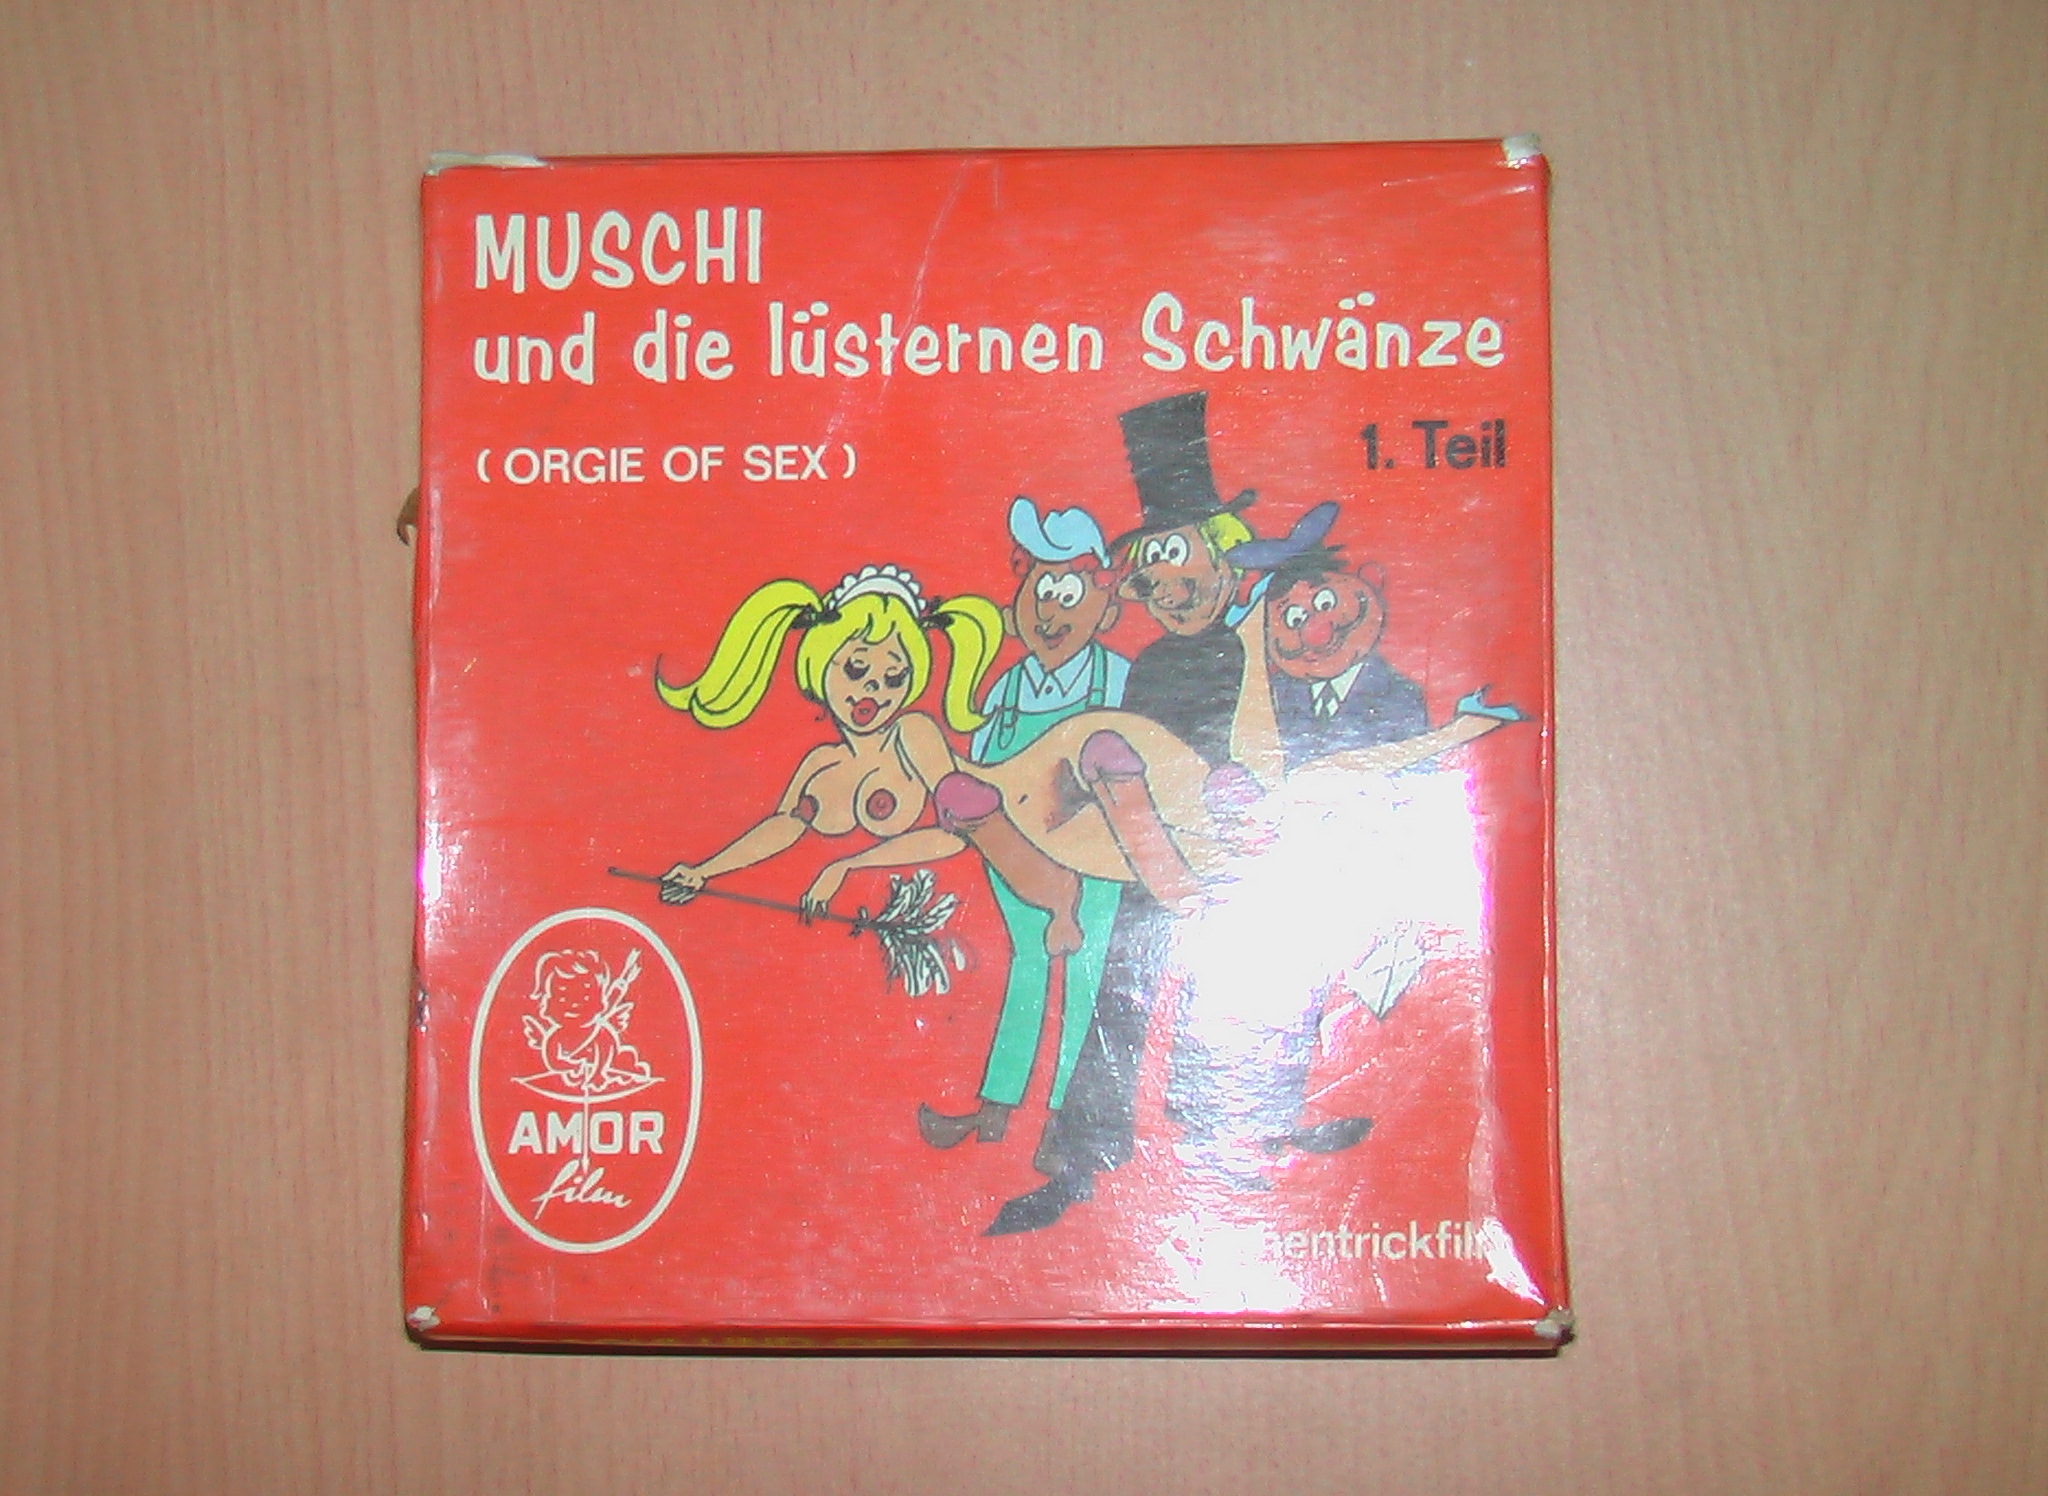 MUSCHI
und die lüsternen Schwänze
(ORGIE OF SEX)
1. Teil
AMOR
film